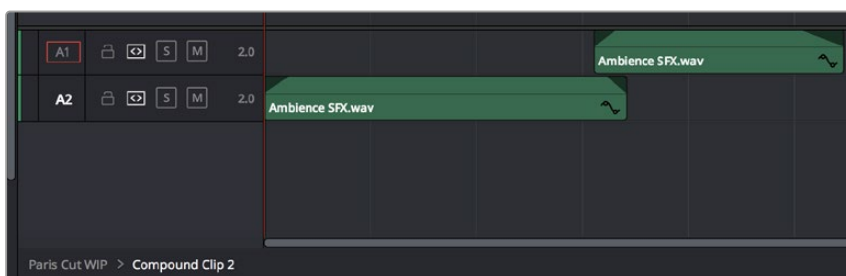 A1 S M 2.0 Ambience SFX.wav
A2 S M 2.0 Ambience SFX.wav
Paris Cut WIP > Compound Clip 2